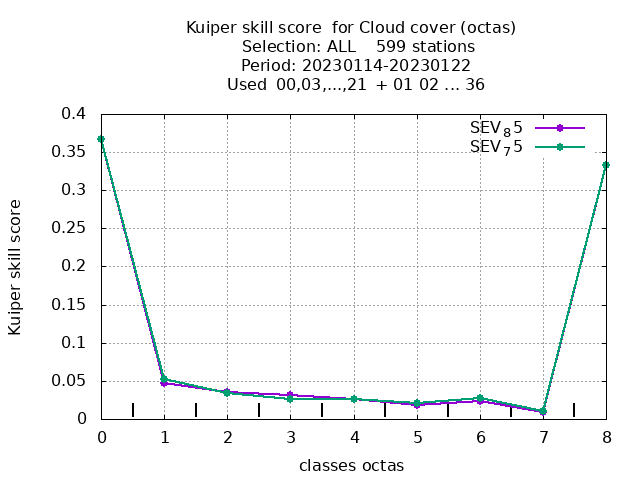 Kuiper skill score  for Cloud cover (octas)
Selection: ALL    599 stations
Period: 20230114-20230122
Used  00,03,...,21  + 01 02 ... 36
SEV₈5
SEV₇5
0.4
0.35
0.3
0.25
0.2
0.15
0.1
0.05
0
Kuiper skill score
0 1 2 3 4 5 6 7 8
classes octas